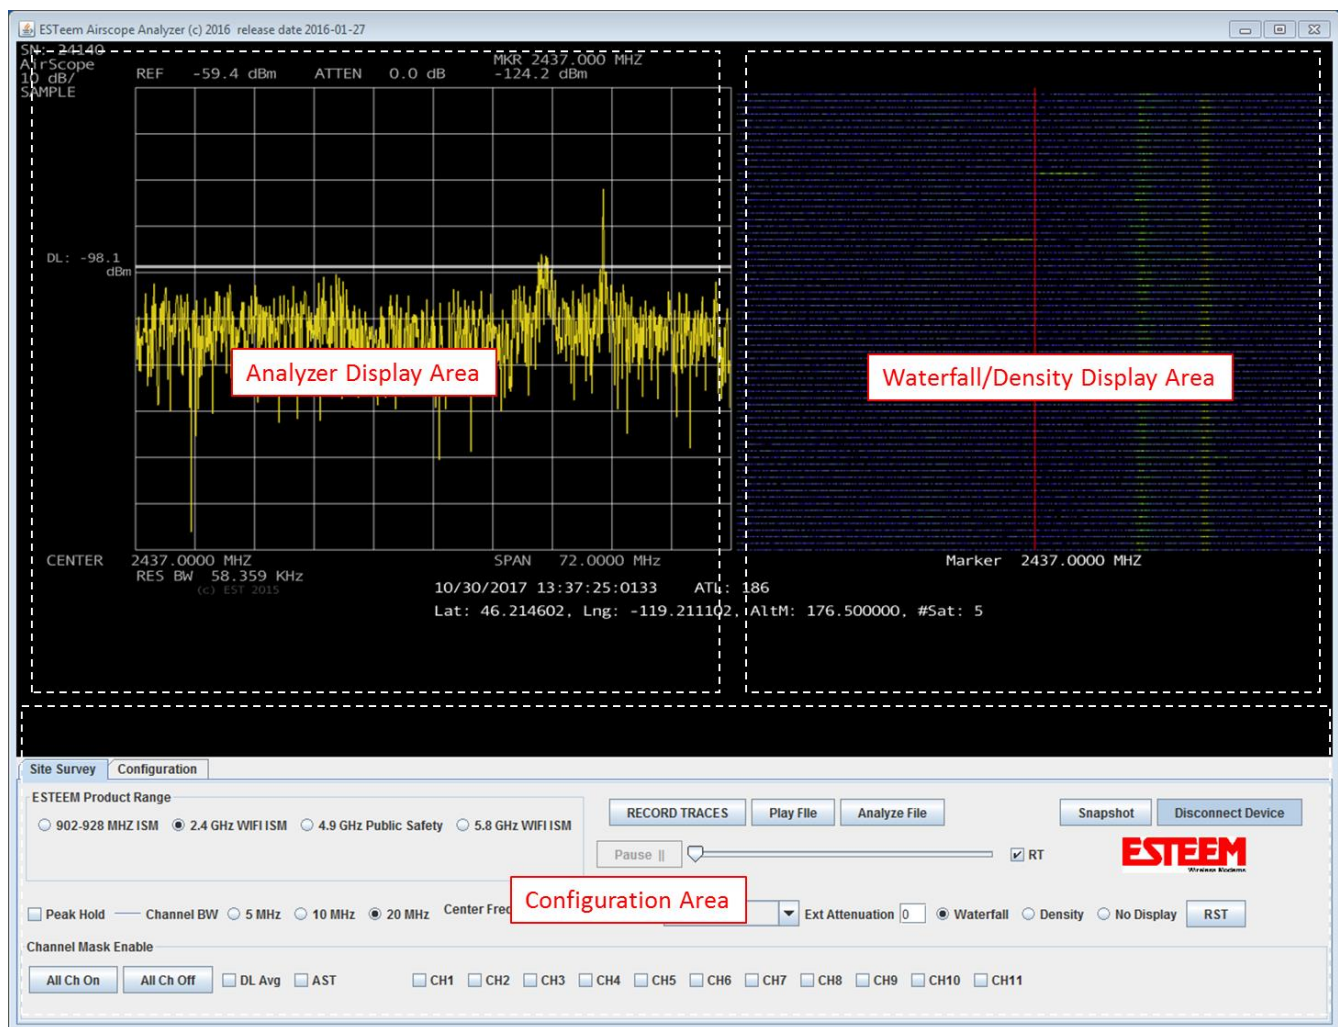 ESTeem Airscope Analyzer (c) 2016 release date 2016-01-27
SN: 24140
AirScope
10 dB/
SAMPLE
REF -59.4 dBm ATTEN 0.0 dB
MKR 2437.000 MHZ
-124.2 dBm
DL: -98.1
dBm
Analyzer Display Area
Waterfall/Density Display Area
CENTER 2437.0000 MHZ
SPAN 72.0000 MHz
Marker 2437.0000 MHZ
RES BW 58.359 KHz
(c) EST 2015
10/30/2017 13:37:25:0133 ATL: 186
Lat: 46.214602, Lng: -119.211102, AltM: 176.500000, #Sat: 5
Site Survey Configuration
ESTEEM Product Range
902-928 MHZ ISM 2.4 GHz WIFI ISM 4.9 GHz Public Safety 5.8 GHz WIFI ISM
RECORD TRACES Play FIle Analyze File Snapshot Disconnect Device
Pause || RT
ESTEEM
Wireless Modems
Configuration Area
Peak Hold Channel BW 5 MHz 10 MHz 20 MHz Center Ext Attenuation 0 Waterfall Density No Display RST
Channel Mask Enable
All Ch On All Ch Off DL Avg AST CH1 CH2 CH3 CH4 CH5 CH6 CH7 CH8 CH9 CH10 CH11